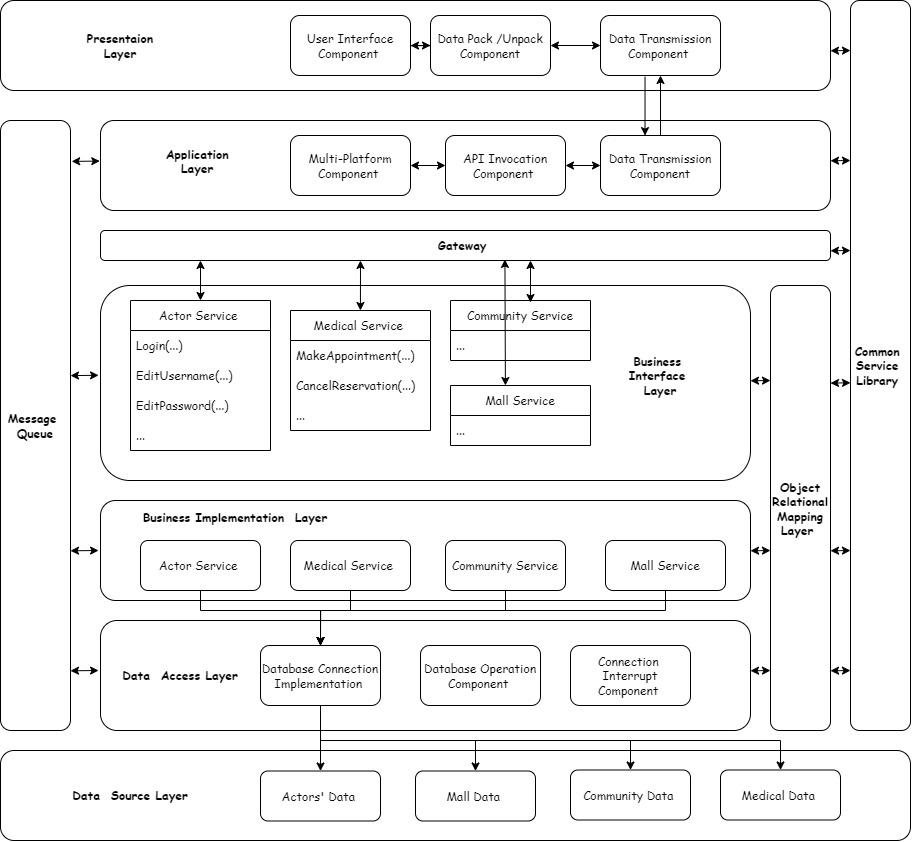 Presentaion
Layer
User Interface
Component
Data Pack /Unpack
Component
Data Transmission
Component
Application
Layer
Multi-Platform
Component
API Invocation
Component
Data Transmission
Component
Gateway
Actor Service
Login(...)
EditUsername(...)
EditPassword(...)
...
Medical Service
MakeAppointment(...)
CancelReservation(...)
...
Community Service
...
Mall Service
...
Business
Interface
Layer
Message
Queue
Common
Service
Library
Object
Relational
Mapping
Layer
Business Implementation Layer
Actor Service
Medical Service
Community Service
Mall Service
Data Access Layer
Database Connection
Implementation
Database Operation
Component
Connection
Interrupt
Component
Data Source Layer
Actors' Data
Mall Data
Community Data
Medical Data